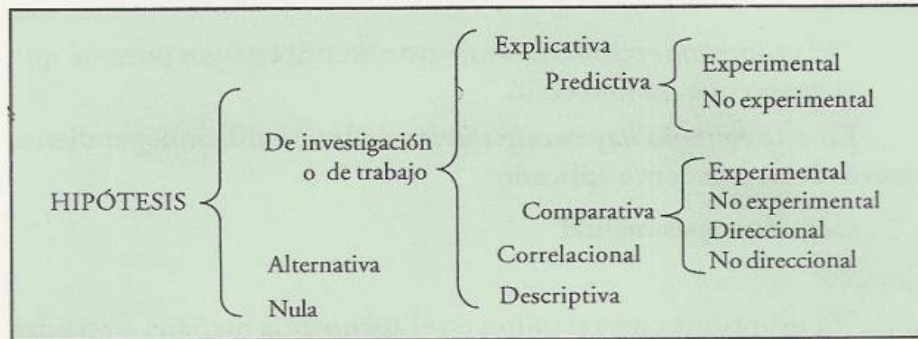 Explicativa
Predictiva
Experimental
No experimental
De investigación
o de trabajo
HIPÓTESIS
Comparativa
Experimental
No experimental
Direccional
No direccional
Correlacional
Alternativa
Descriptiva
Nula